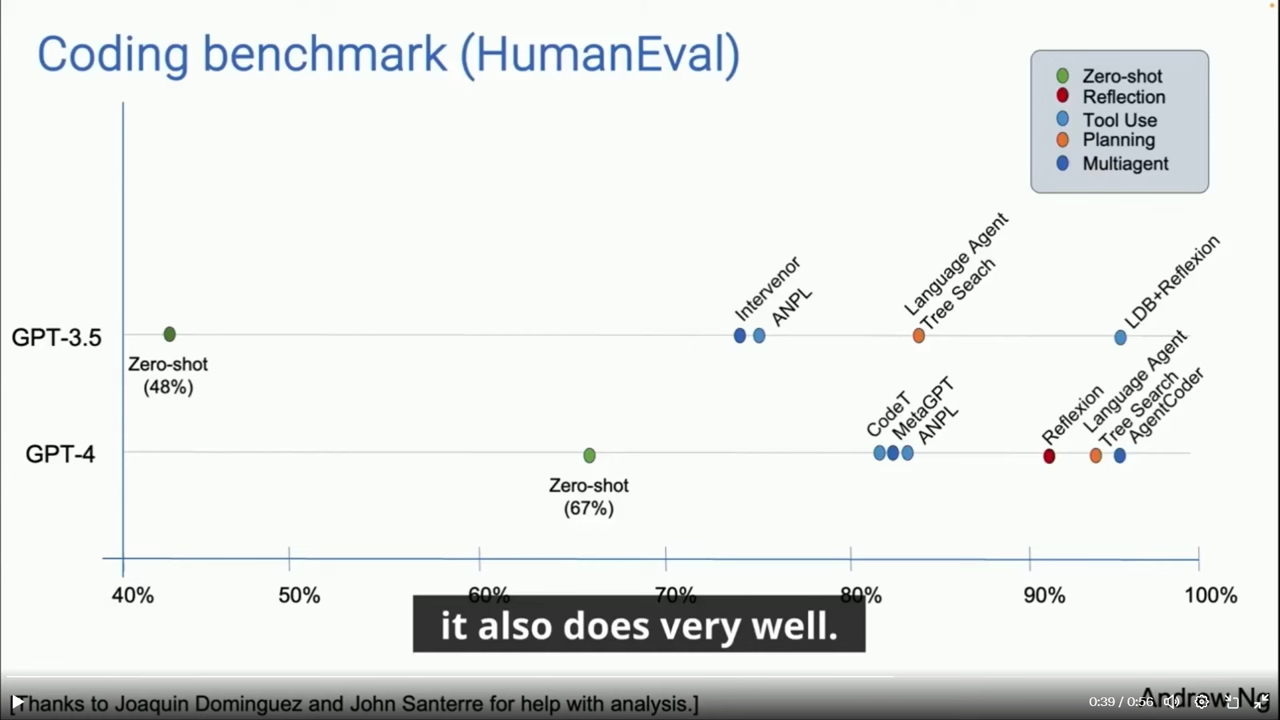 Coding benchmark (HumanEval)
Zero-shot
Reflection
Tool Use
Planning
Multiagent
GPT-3.5
Zero-shot
(48%)
Intervenor
ANPL
Language Agent
Tree Seach
LDB+Reflexion
GPT-4
Zero-shot
(67%)
CodeT
MetaGPT
ANPL
Reflexion
Language Agent
Tree Search
AgentCoder
40% 50% 60% 70% 80% 90% 100%
it also does very well.
[Thanks to Joaquin Dominguez and John Santerre for help with analysis.]
Andrew Ng
0:39 / 0:56